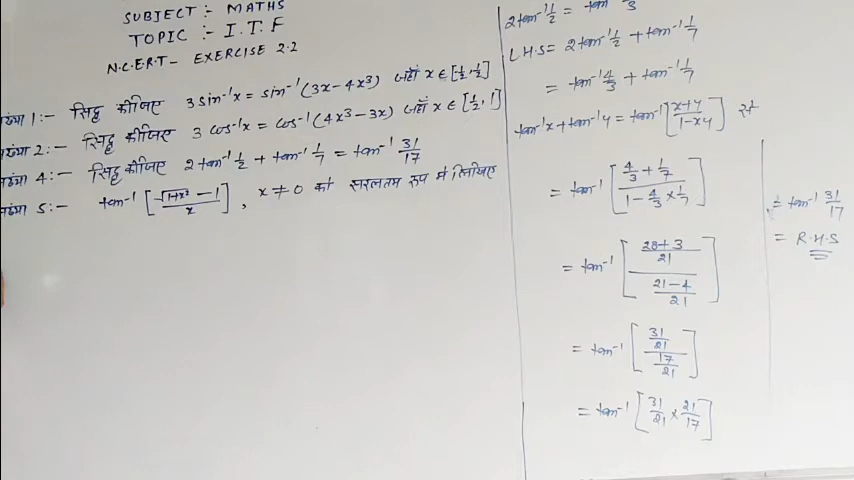 SUBJECT :- MATHS
TOPIC :- I.T.F
N.C.E.R.T- EXERCISE 2.2
संख्या 1:- सिद्ध कीजिए 3 sin⁻¹x = sin⁻¹(3x - 4x³) जहाँ x ∈ [½, ½]
संख्या 2:- सिद्ध कीजिए 3 cos⁻¹x = cos⁻¹(4x³ - 3x) जहाँ x ∈ [½, 1]
संख्या 4:- सिद्ध कीजिए 2 tan⁻¹ 1/2 + tan⁻¹ 1/7 = tan⁻¹ 31/17
संख्या 5:- tan⁻¹ [(√(1+x²) - 1)/x], x ≠ 0 को सरलतम रूप में लिखिए
2 tan⁻¹ 1/2 = tan⁻¹ /3
L.H.S = 2 tan⁻¹ 1/2 + tan⁻¹ 1/7
= tan⁻¹ 4/3 + tan⁻¹ 1/7
tan⁻¹x + tan⁻¹y = tan⁻¹ [(x+y)/(1-xy)] से
= tan⁻¹ [(4/3 + 1/7)/(1 - 4/3 × 1/7)]
= tan⁻¹ [((28+3)/21)/((21-4)/21)]
= tan⁻¹ [(31/21)/(17/21)]
= tan⁻¹ [31/21 × 21/17]
= tan⁻¹ 31/17
= R.H.S